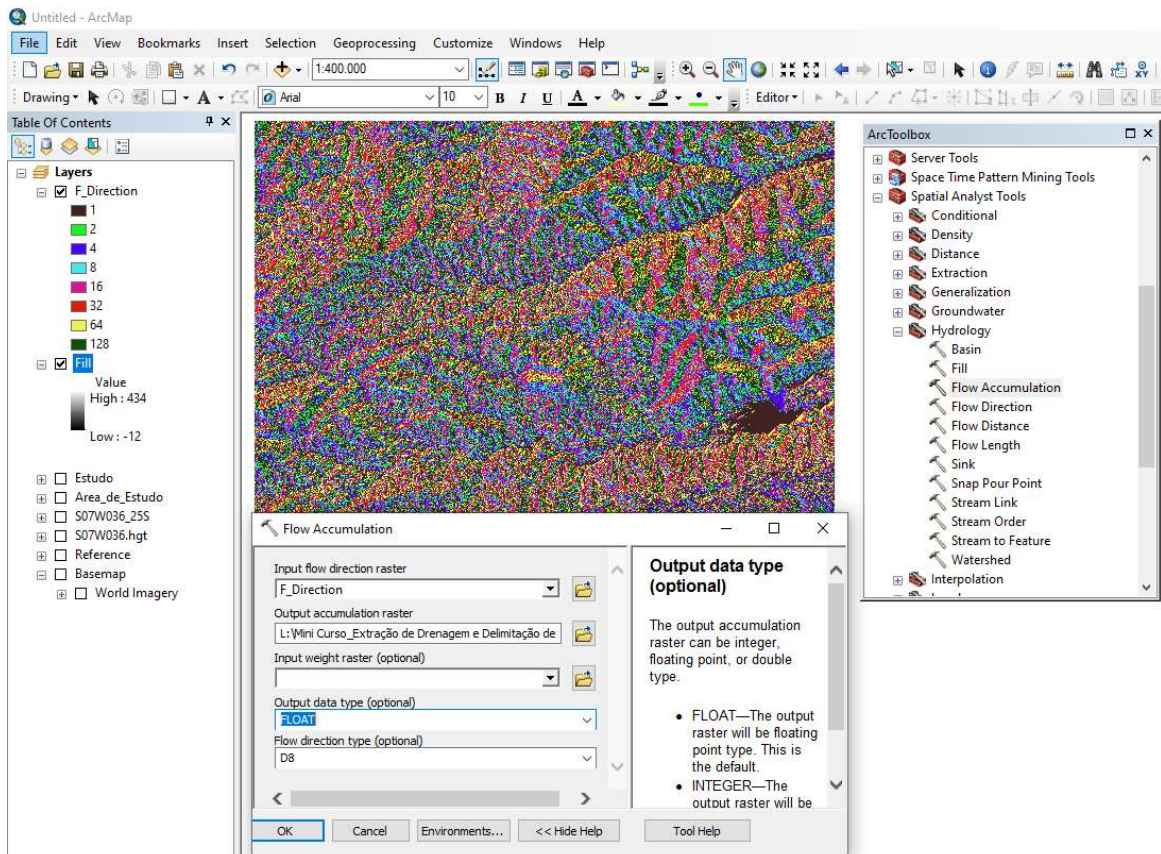 Untitled - ArcMap
File Edit View Bookmarks Insert Selection Geoprocessing Customize Windows Help
1:400.000
Drawing A Arial 10 B I U A Editor
Table Of Contents
Layers
F_Direction
1
2
4
8
16
32
64
128
Fill
Value
High : 434
Low : -12
Estudo
Area_de_Estudo
S07W036_25S
S07W036.hgt
Reference
Basemap
World Imagery
ArcToolbox
Server Tools
Space Time Pattern Mining Tools
Spatial Analyst Tools
Conditional
Density
Distance
Extraction
Generalization
Groundwater
Hydrology
Basin
Fill
Flow Accumulation
Flow Direction
Flow Distance
Flow Length
Sink
Snap Pour Point
Stream Link
Stream Order
Stream to Feature
Watershed
Interpolation
Flow Accumulation
Input flow direction raster
F_Direction
Output accumulation raster
L:\Mini Curso_Extração de Drenagem e Delimitação de
Input weight raster (optional)
Output data type (optional)
FLOAT
Flow direction type (optional)
D8
OK Cancel Environments... << Hide Help Tool Help
Output data type
(optional)
The output accumulation
raster can be integer,
floating point, or double
type.
• FLOAT—The output
raster will be floating
point type. This is
the default.
• INTEGER—The
output raster will be